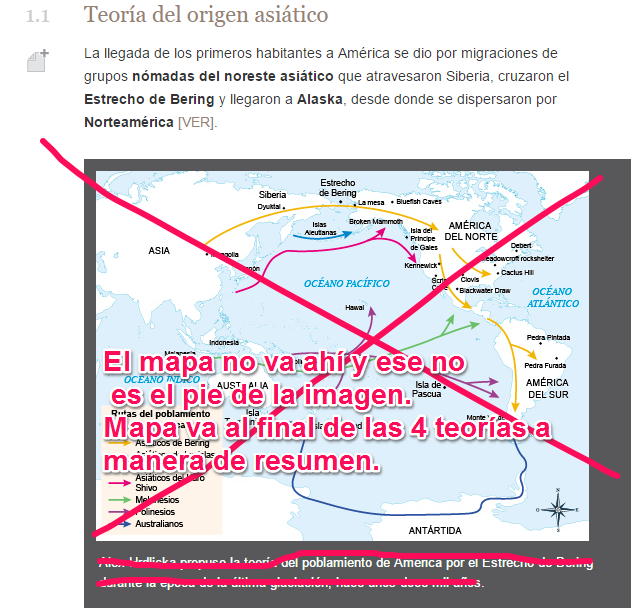 1.1 Teoría del origen asiático
La llegada de los primeros habitantes a América se dio por migraciones de
grupos nómadas del noreste asiático que atravesaron Siberia, cruzaron el
Estrecho de Bering y llegaron a Alaska, desde donde se dispersaron por
Norteamérica [VER].
Estrecho
de Bering
Siberia
Dyuktai
La mesa
Bluefish Caves
Broken Mammoth
Islas
Aleutianas
AMÉRICA
DEL NORTE
Isla del
Príncipe
de Gales
ASIA
Debert
Meadowcroft rockshelter
Kennewick
Cactus Hill
Clovis
Blackwater Draw
OCÉANO PACÍFICO
OCÉANO
ATLÁNTICO
Hawai
Indonesia
Pedra Pintada
Pedra Furada
El mapa no va ahí y ese no
es el pie de la imagen.
Mapa va al final de las 4 teorías a
manera de resumen.
OCÉANO ÍNDICO
AUSTRALIA
Isla de
Pascua
AMÉRICA
DEL SUR
Rutas del poblamiento
Asiáticos de Bering
Shivo
Melanesios
Polinesios
Australianos
ANTÁRTIDA
Alex Hrdlicka propuso la teoría del poblamiento de América por el Estrecho de Bering
durante la época de la última glaciación, hace unos doce mil años.